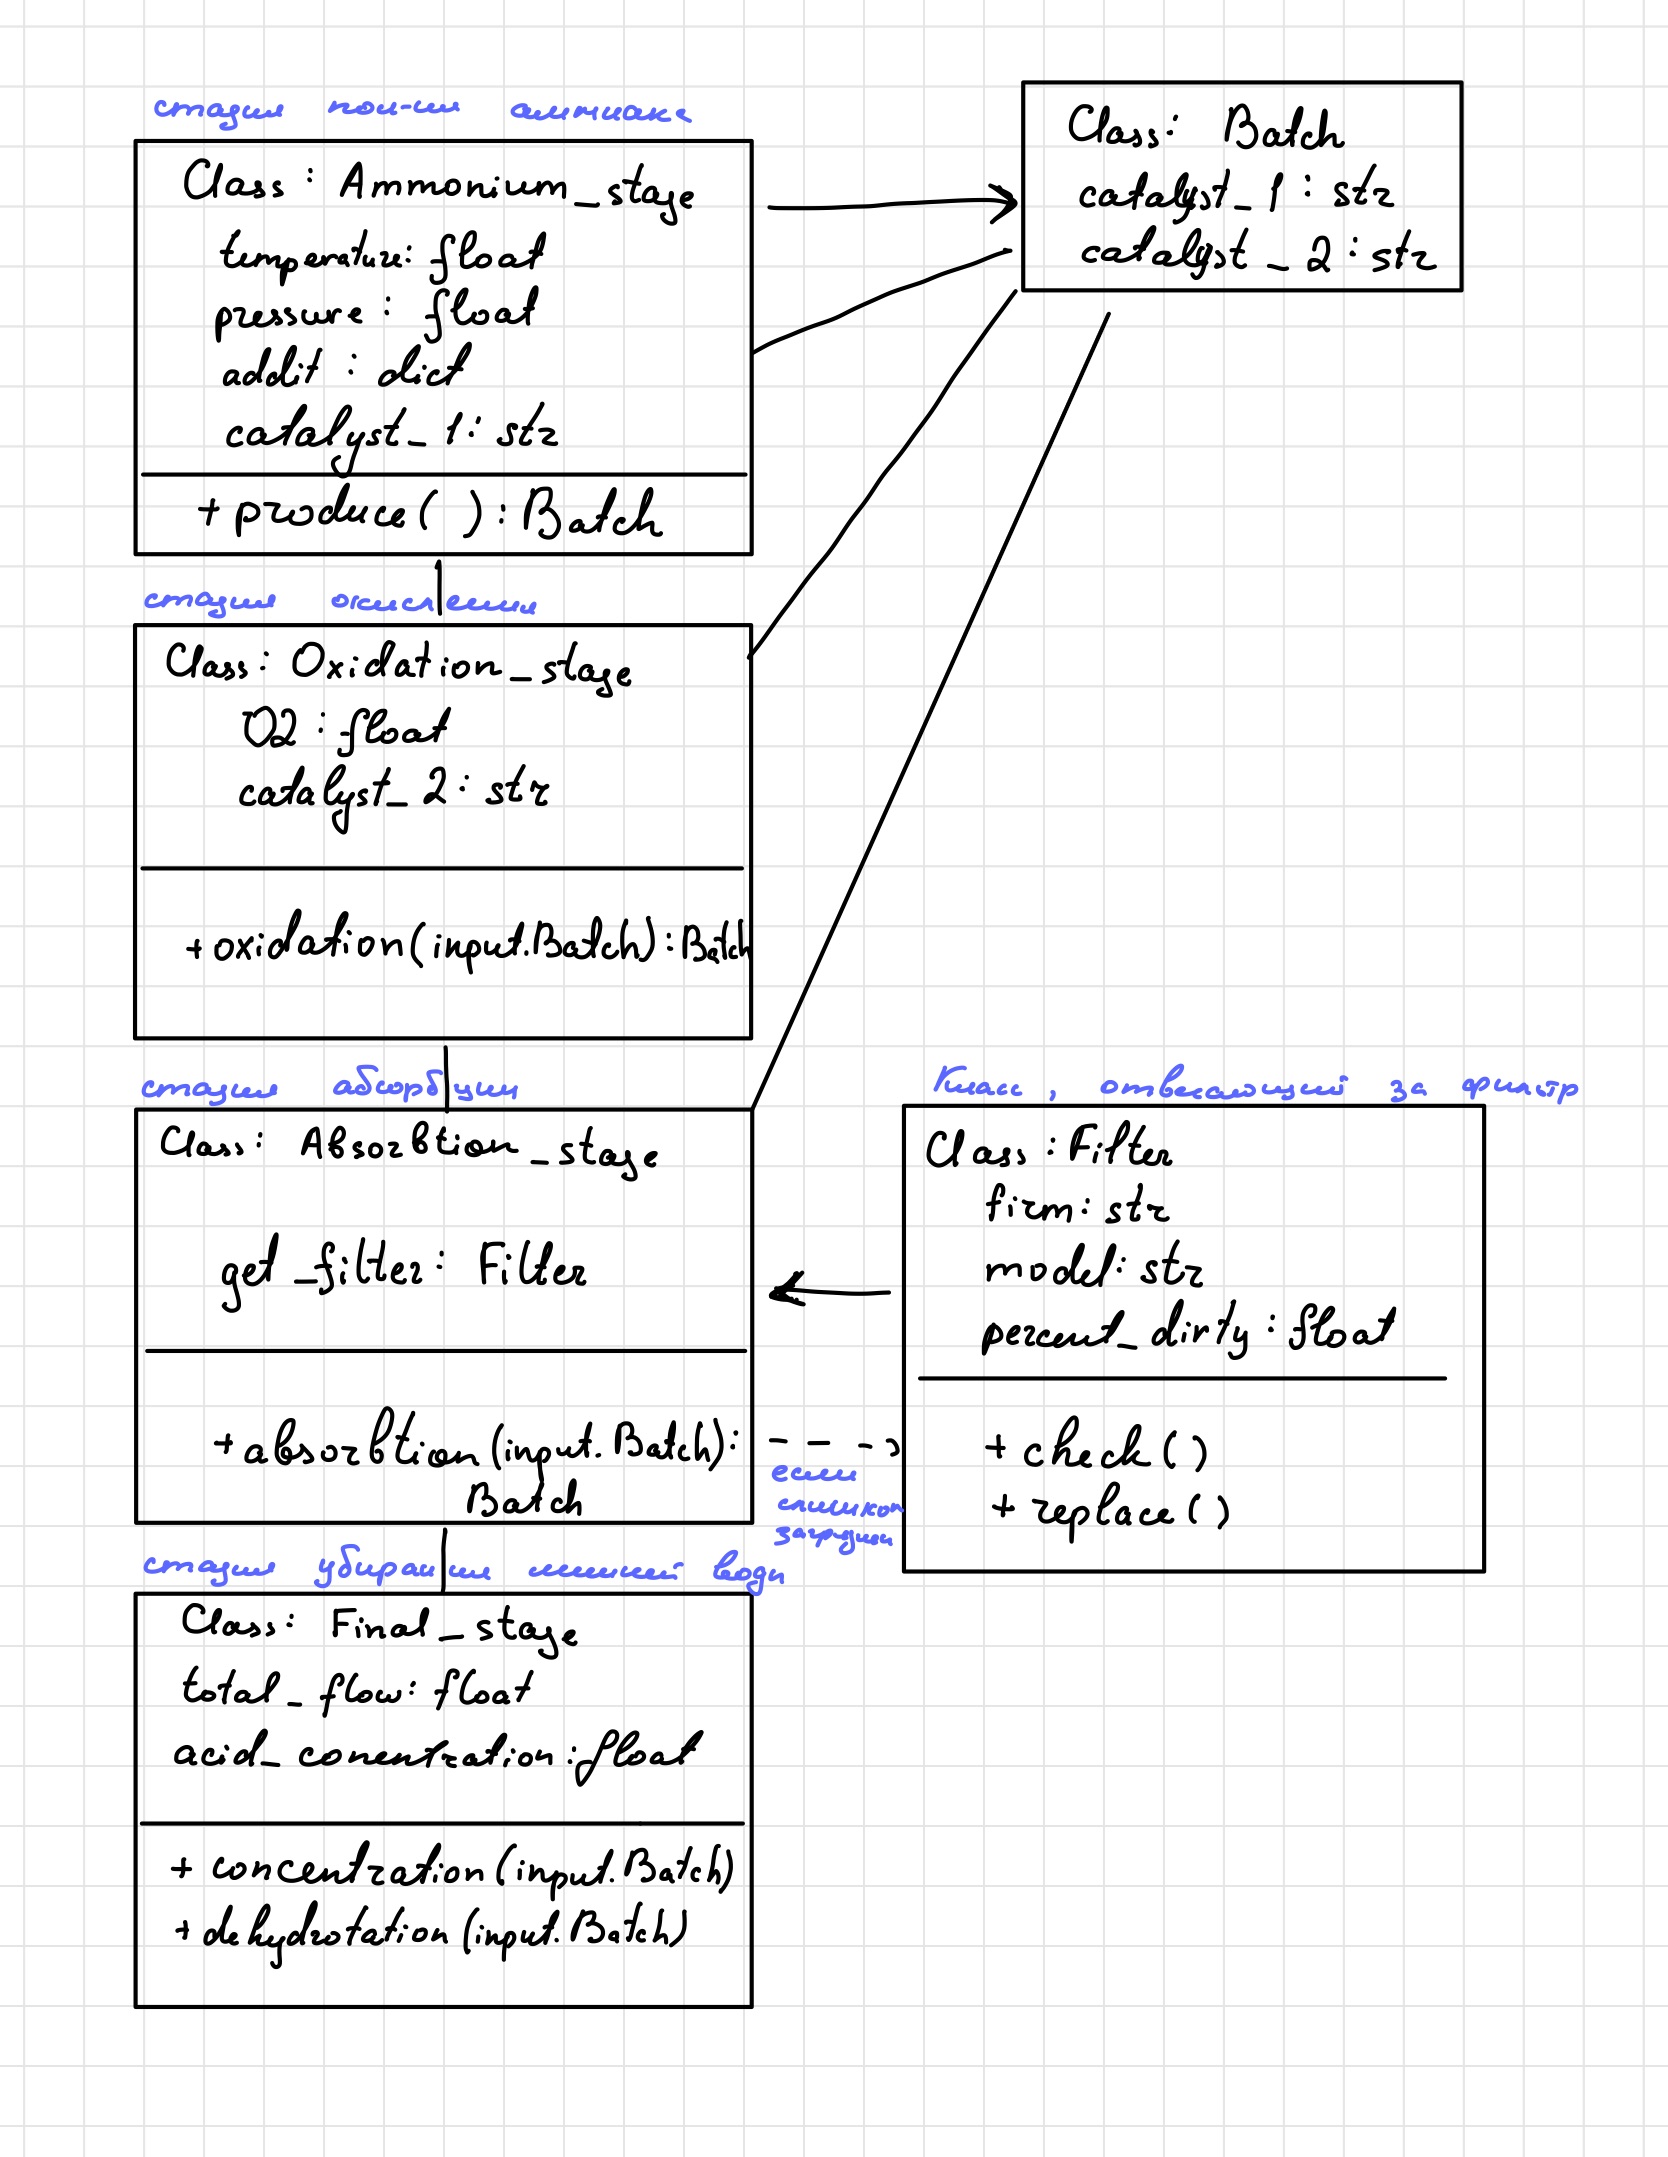 стадия пол-ия аммиака
Class: Ammonium_stage
temperature: float
pressure: float
addit: dict
catalyst_1: str
+ produce( ): Batch
Class: Batch
catalyst_1: str
catalyst_2: str
стадия окисления
Class: Oxidation_stage
O2: float
catalyst_2: str
+ oxidation(input.Batch): Batch
стадия абсорбции
Class: Absorbtion_stage
get_filter: Filter
+ absorbtion(input.Batch):
Batch
Класс, отвечающий за фильтр
Class: Filter
firm: str
model: str
percent_dirty: float
+ check()
+ replace()
если
слишком
загрязнен
стадия убирания лишней воды
Class: Final_stage
total_flow: float
acid_conentration: float
+ concentration(input.Batch)
+ dehydrotation(input.Batch)